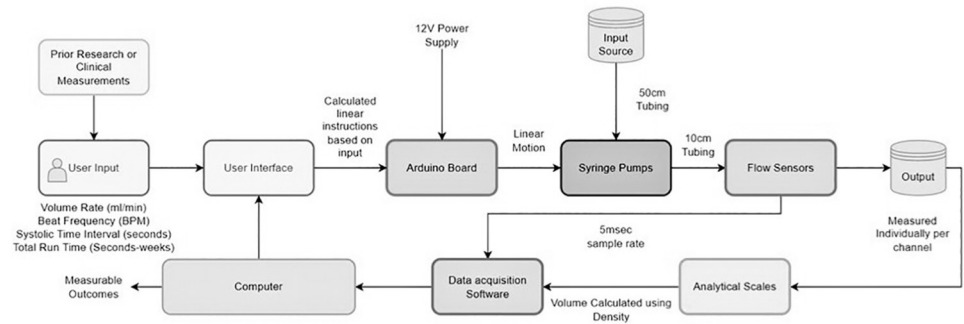 12V Power
Supply
Input
Source
Prior Research or
Clinical
Measurements
Calculated
linear
instructions
based on
input
50cm
Tubing
Linear
Motion
10cm
Tubing
User Input
User Interface
Arduino Board
Syringe Pumps
Flow Sensors
Output
Volume Rate (ml/min)
Beat Frequency (BPM)
Systolic Time Interval (seconds)
Total Run Time (Seconds-weeks)
5msec
sample rate
Measured
Individually per
channel
Measurable
Outcomes
Computer
Data acquisition
Software
Volume Calculated using
Density
Analytical Scales